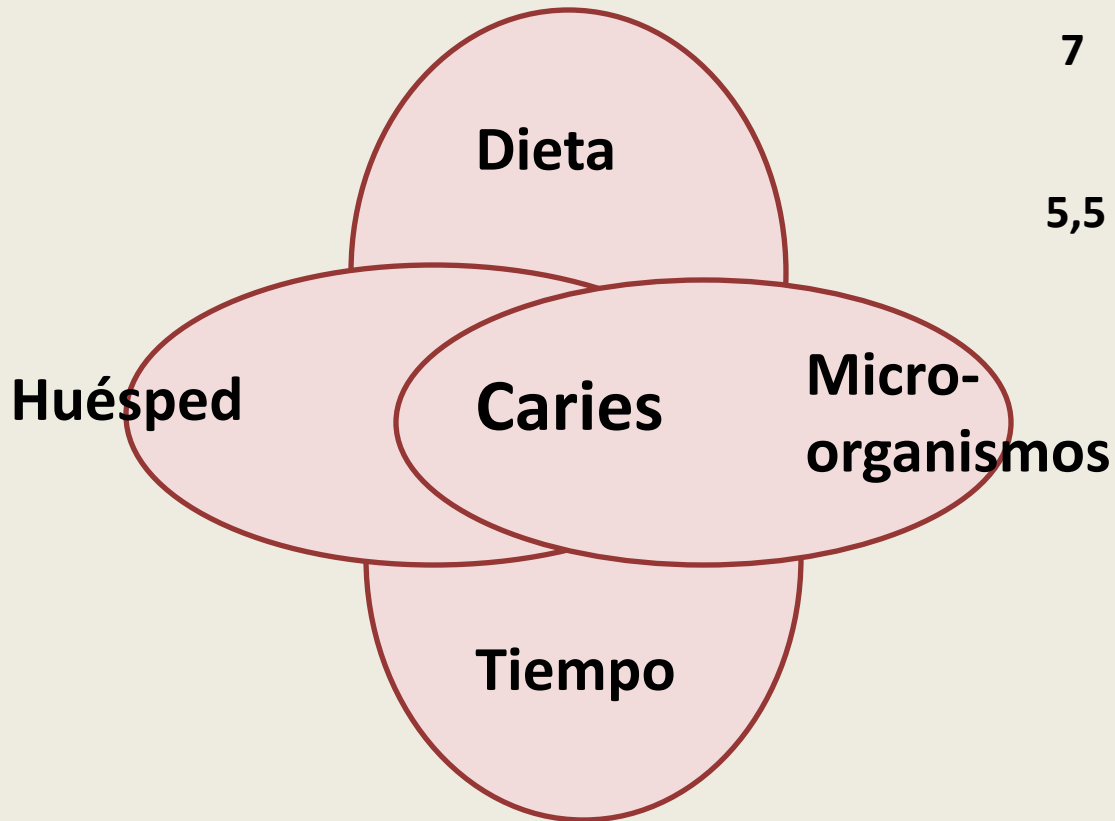 7
Dieta
5,5
Huésped
Caries
Micro-
organismos
Tiempo